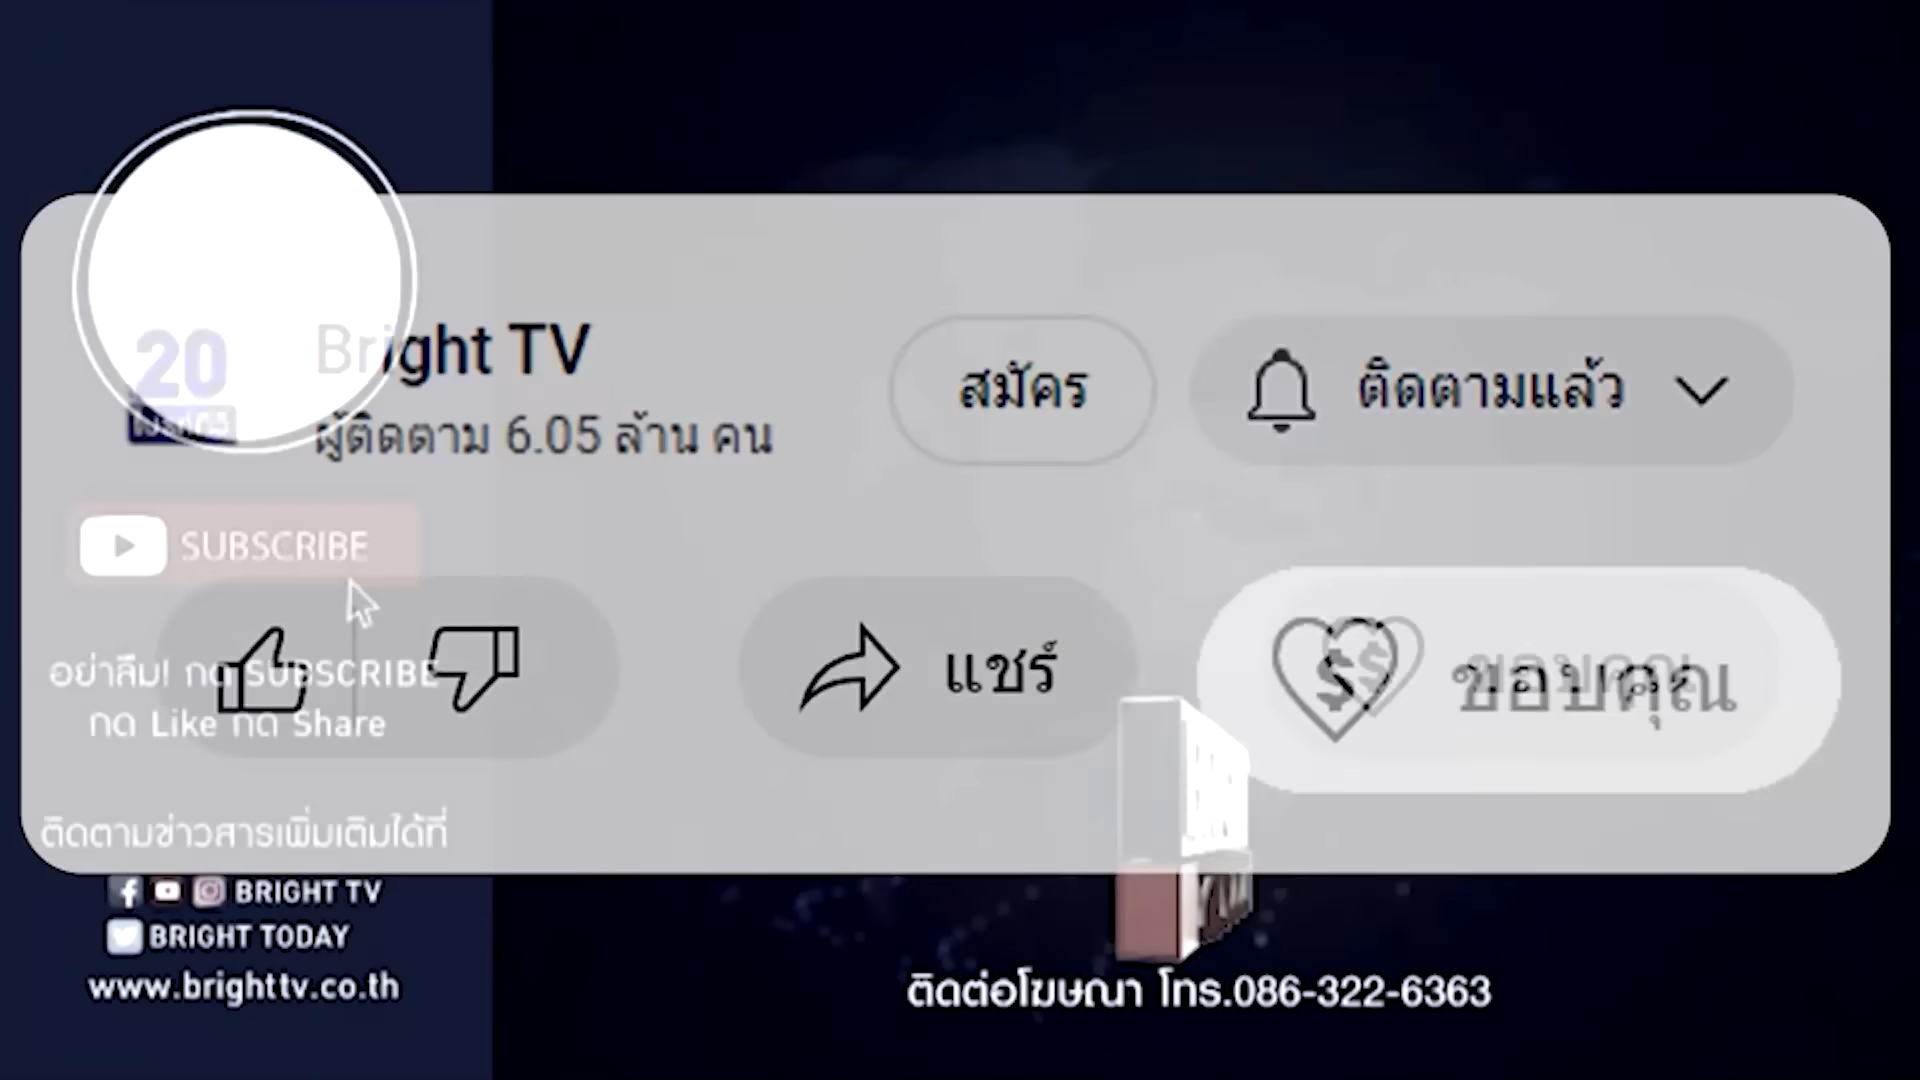 20
Bright TV
ผู้ติดตาม 6.05 ล้าน คน
สมัคร
ติดตามแล้ว
SUBSCRIBE
แชร์
ขอบคุณ
อย่าลืม! กด SUBSCRIBE
กด Like กด Share
ติดตามข่าวสารเพิ่มเติมได้ที่
BRIGHT TV
BRIGHT TODAY
www.brighttv.co.th
ติดต่อโฆษณา โทร.086-322-6363